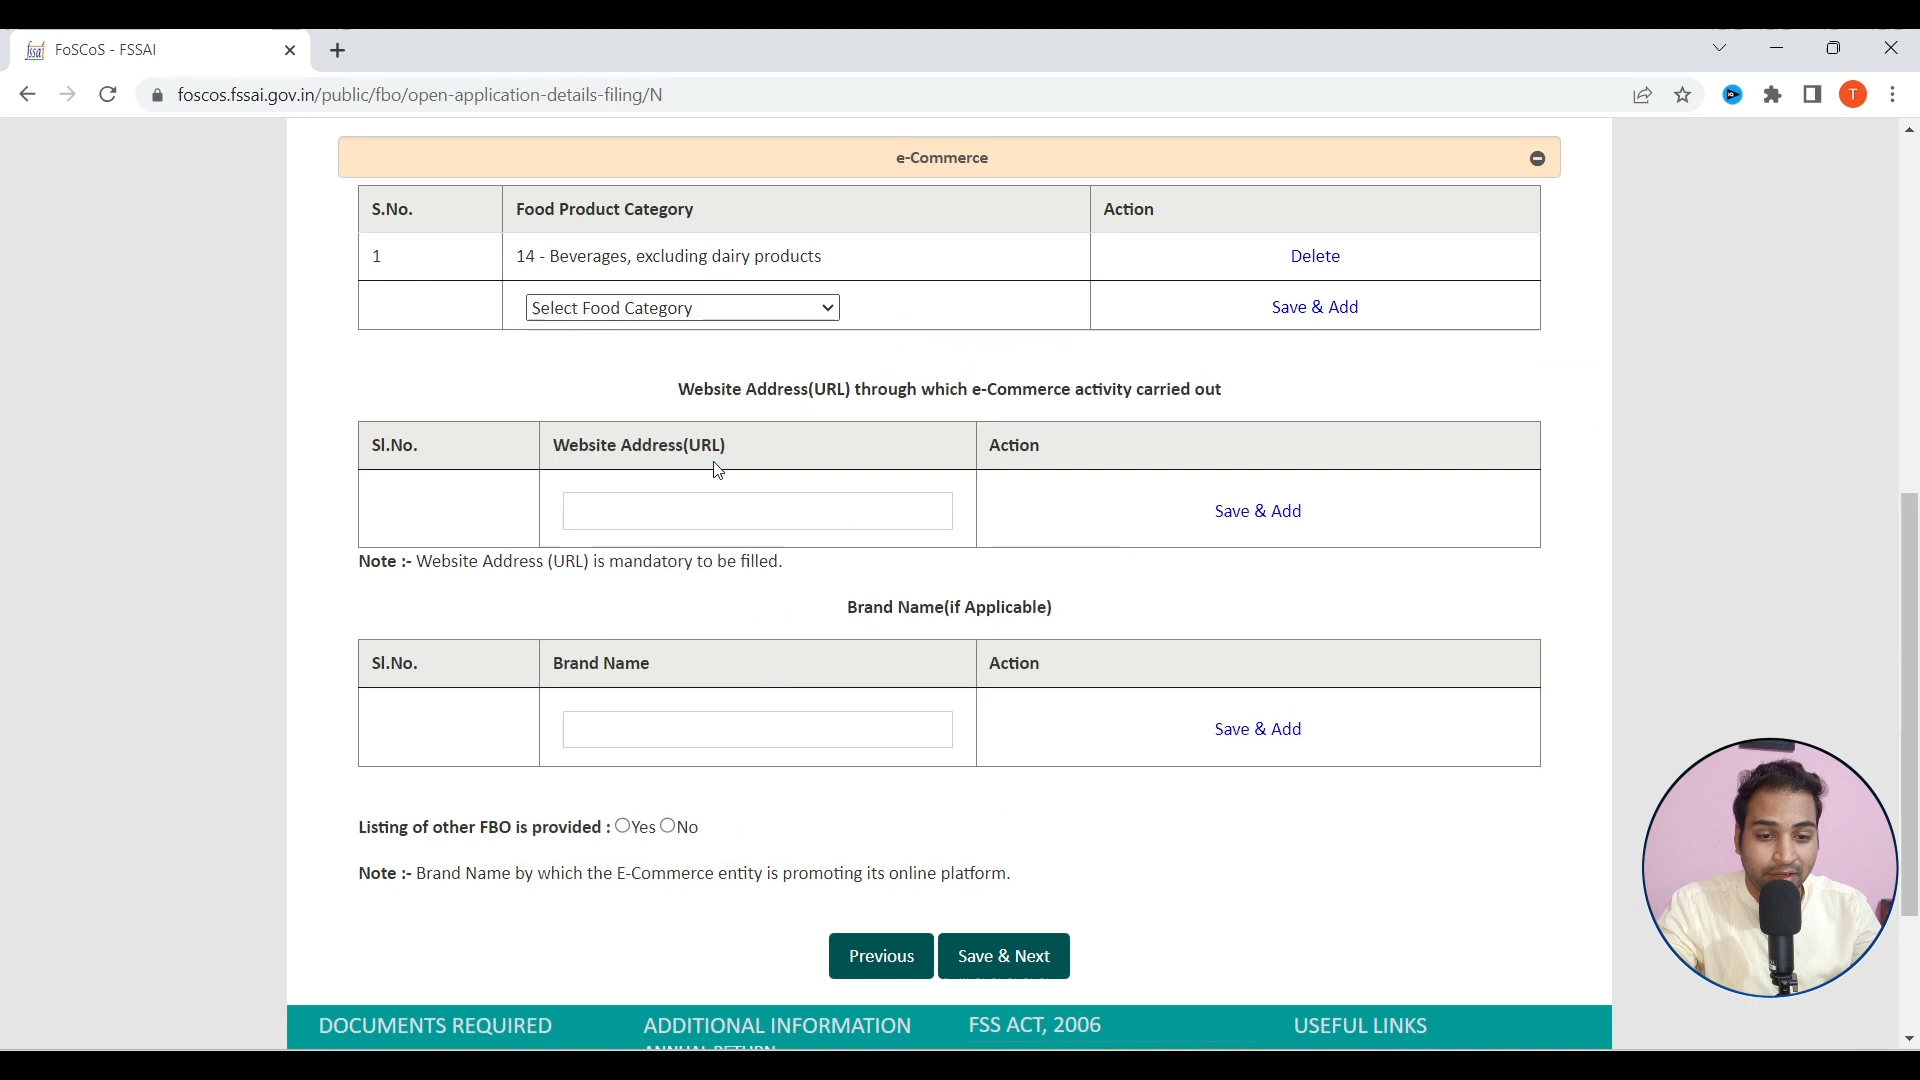 FoSCoS - FSSAI
foscos.fssai.gov.in/public/fbo/open-application-details-filing/N
T
e-Commerce
S.No. Food Product Category Action
1 14 - Beverages, excluding dairy products Delete
Select Food Category Save & Add
Website Address(URL) through which e-Commerce activity carried out
Sl.No. Website Address(URL) Action
Save & Add
Note :- Website Address (URL) is mandatory to be filled.
Brand Name(if Applicable)
Sl.No. Brand Name Action
Save & Add
Listing of other FBO is provided : Yes No
Note :- Brand Name by which the E-Commerce entity is promoting its online platform.
Previous Save & Next
DOCUMENTS REQUIRED ADDITIONAL INFORMATION FSS ACT, 2006 USEFUL LINKS
ANNUAL RETURN